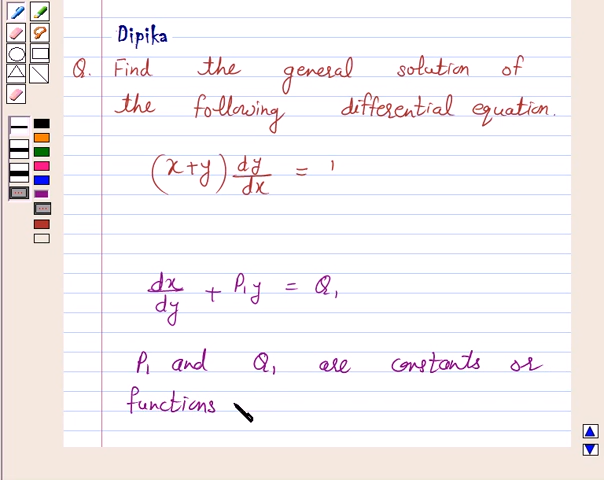 Dipika
Q. Find the general solution of
the following differential equation.
(x+y) dy/dx = 1
dx/dy + P₁y = Q₁
P₁ and Q₁ are constants or
functions